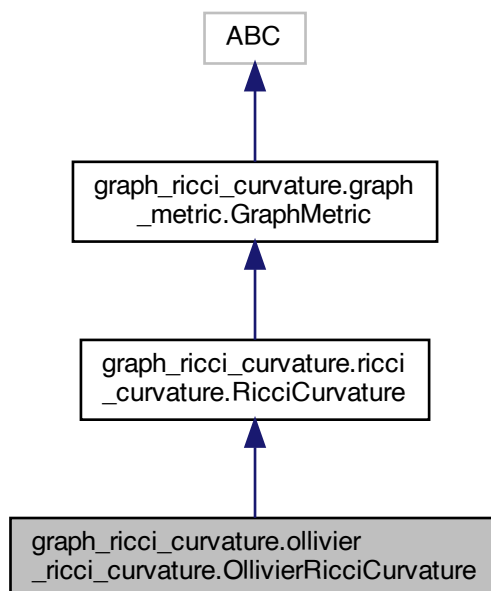 ABC
graph_ricci_curvature.graph
_metric.GraphMetric
graph_ricci_curvature.ricci
_curvature.RicciCurvature
graph_ricci_curvature.ollivier
_ricci_curvature.OllivierRicciCurvature